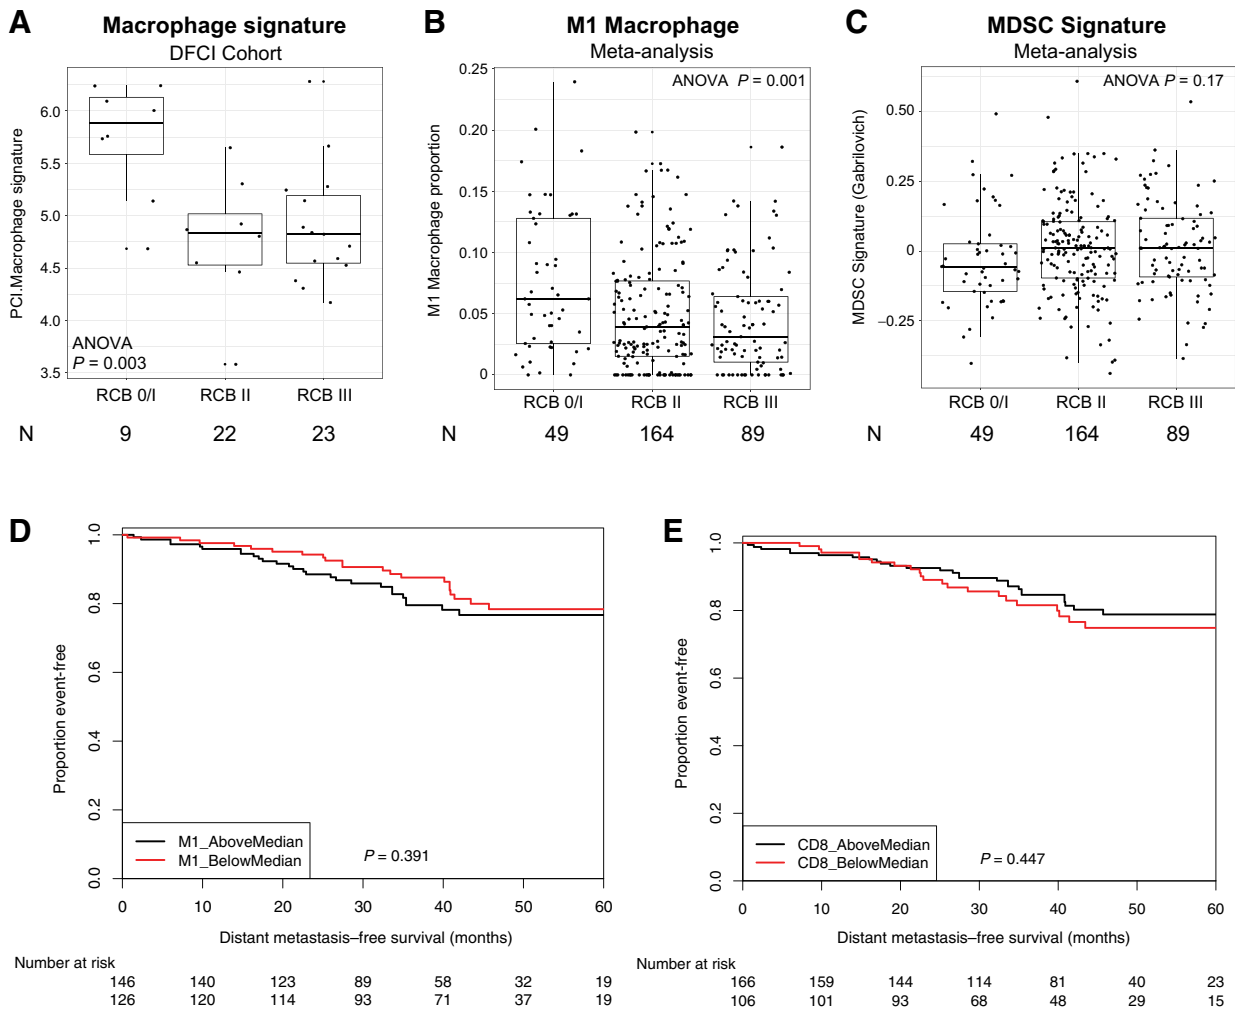 A
Macrophage signature
DFCI Cohort
PCI.Macrophage signature
6.0
5.5
5.0
4.5
4.0
3.5
ANOVA
P = 0.003
RCB 0/I RCB II RCB III
N 9 22 23
B
M1 Macrophage
Meta-analysis
M1 Macrophage proportion
0.25
0.20
0.15
0.10
0.05
0
ANOVA P = 0.001
RCB 0/I RCB II RCB III
N 49 164 89
C
MDSC Signature
Meta-analysis
MDSC Signature (Gabrilovich)
0.50
0.25
0
−0.25
ANOVA P = 0.17
RCB 0/I RCB II RCB III
N 49 164 89
D
Proportion event-free
1.0
0.8
0.6
0.4
0.2
0.0
M1_AboveMedian
M1_BelowMedian
P = 0.391
0 10 20 30 40 50 60
Distant metastasis–free survival (months)
Number at risk
146 140 123 89 58 32 19
126 120 114 93 71 37 19
E
Proportion event-free
1.0
0.8
0.6
0.4
0.2
0.0
CD8_AboveMedian
CD8_BelowMedian
P = 0.447
0 10 20 30 40 50 60
Distant metastasis–free survival (months)
Number at risk
166 159 144 114 81 40 23
106 101 93 68 48 29 15